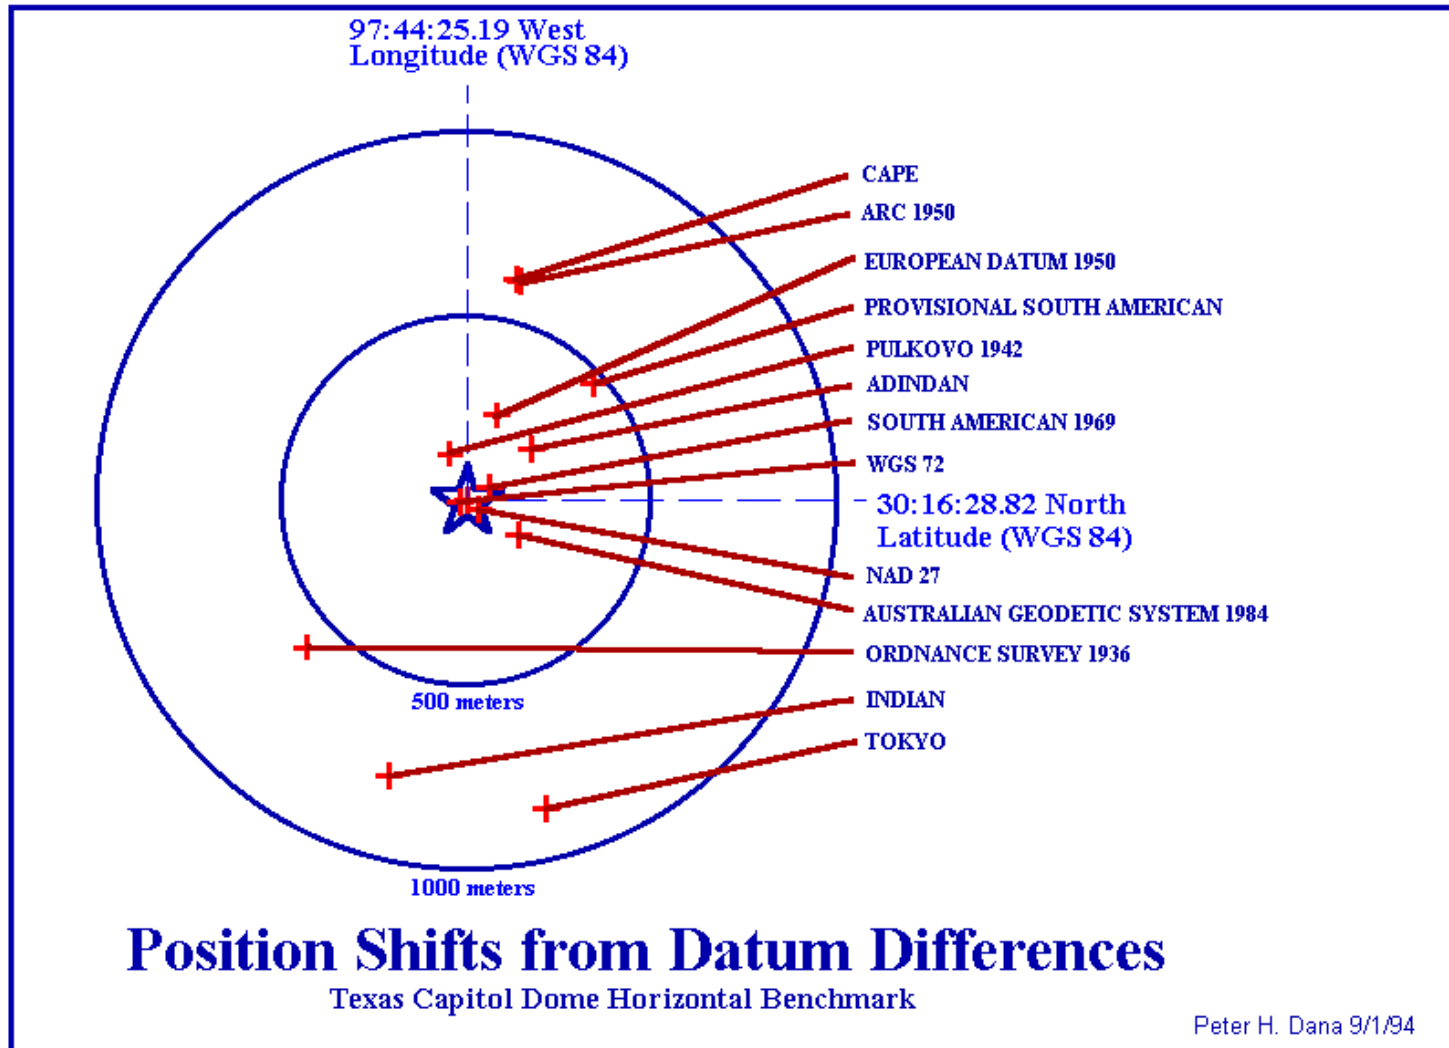 97:44:25.19 West
Longitude (WGS 84)
CAPE
ARC 1950
EUROPEAN DATUM 1950
PROVISIONAL SOUTH AMERICAN
PULKOVO 1942
ADINDAN
SOUTH AMERICAN 1969
WGS 72
30:16:28.82 North
Latitude (WGS 84)
NAD 27
AUSTRALIAN GEODETIC SYSTEM 1984
ORDNANCE SURVEY 1936
500 meters
INDIAN
TOKYO
1000 meters
Position Shifts from Datum Differences
Texas Capitol Dome Horizontal Benchmark
Peter H. Dana 9/1/94